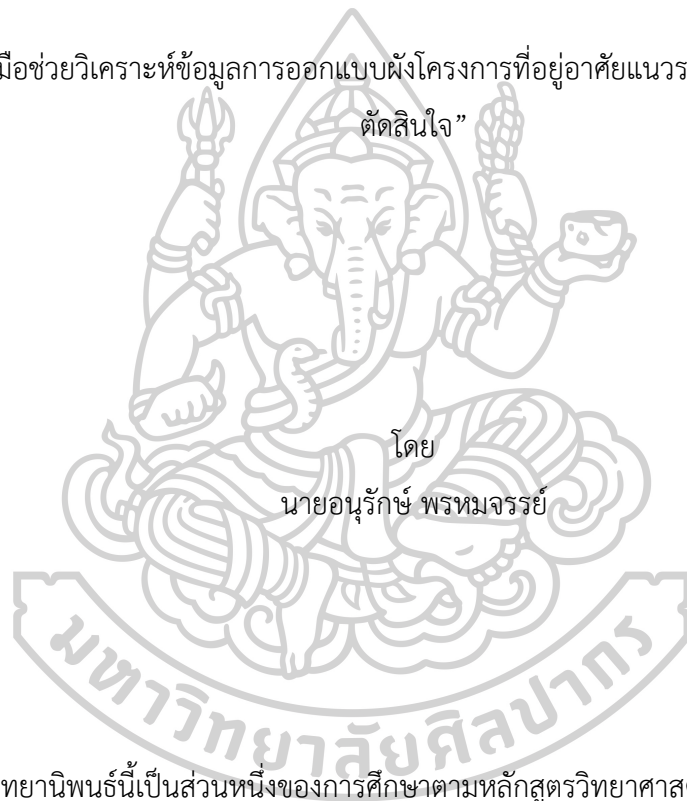 มือช่วยวิเคราะห์ข้อมูลการออกแบบผังโครงการที่อยู่อาศัยแนวร
ตัดสินใจ”
โดย
นายอนุรักษ์ พรหมจรรย์
มหาวิทยาลัยศิลปากร
ทยานิพนธ์นี้เป็นส่วนหนึ่งของการศึกษาตามหลักสูตรวิทยาศาส